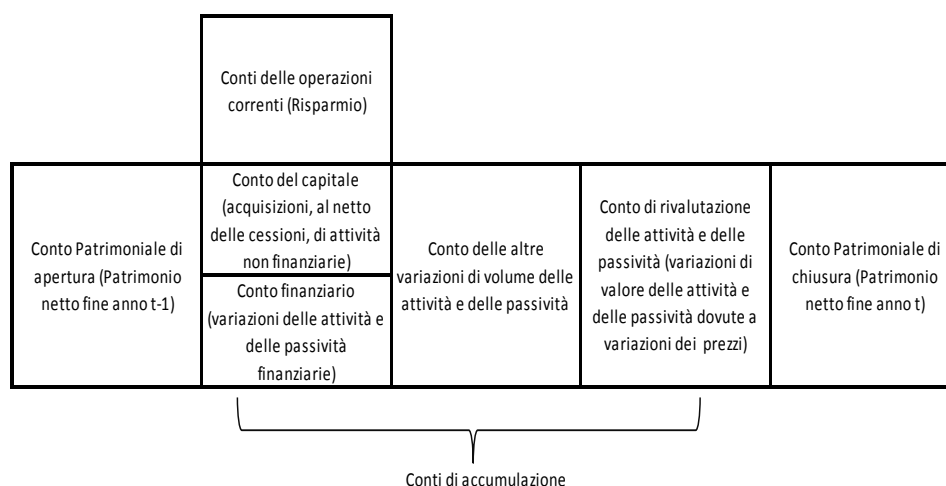 Conti delle operazioni
correnti (Risparmio)
Conto Patrimoniale di
apertura (Patrimonio
netto fine anno t-1)
Conto del capitale
(acquisizioni, al netto
delle cessioni, di attività
non finanziarie)
Conto finanziario
(variazioni delle attività e
delle passività
finanziarie)
Conto delle altre
variazioni di volume delle
attività e delle passività
Conto di rivalutazione
delle attività e delle
passività (variazioni di
valore delle attività e
delle passività dovute a
variazioni dei prezzi)
Conto Patrimoniale di
chiusura (Patrimonio
netto fine anno t)
Conti di accumulazione